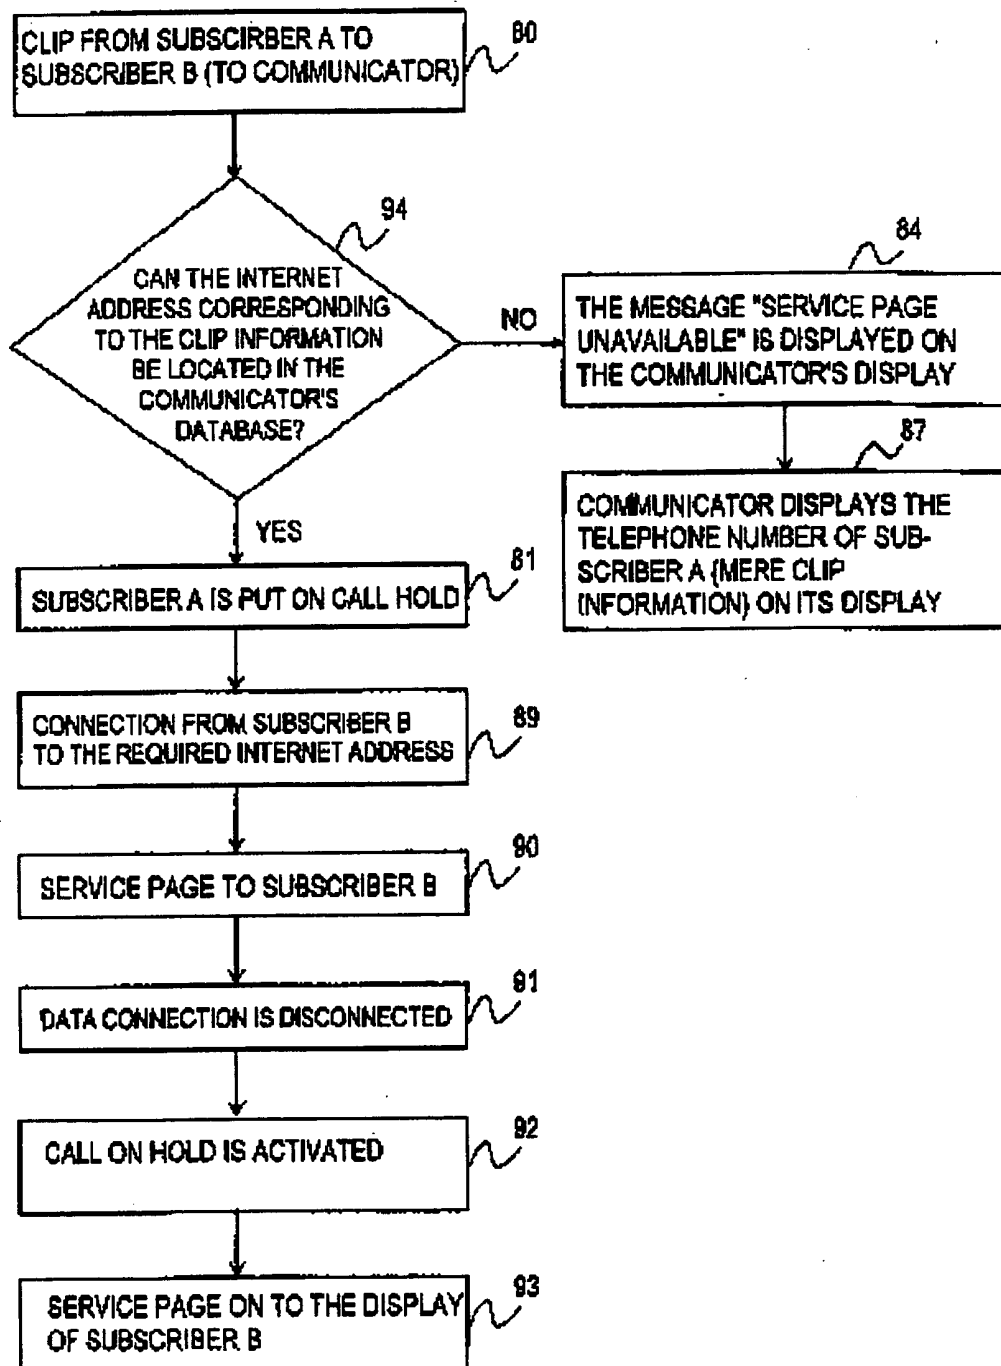 CLIP FROM SUBSCIRBER A TO
SUBSCRIBER B (TO COMMUNICATOR)
80
94
CAN THE INTERNET
ADDRESS CORRESPONDING
TO THE CLIP INFORMATION
BE LOCATED IN THE
COMMUNICATOR'S
DATABASE?
NO
84
THE MESSAGE "SERVICE PAGE
UNAVAILABLE" IS DISPLAYED ON
THE COMMUNICATOR'S DISPLAY
87
COMMUNICATOR DISPLAYS THE
TELEPHONE NUMBER OF SUB-
SCRIBER A (MERE CLIP
INFORMATION) ON ITS DISPLAY
YES
81
SUBSCRIBER A IS PUT ON CALL HOLD
89
CONNECTION FROM SUBSCRIBER B
TO THE REQUIRED INTERNET ADDRESS
90
SERVICE PAGE TO SUBSCRIBER B
91
DATA CONNECTION IS DISCONNECTED
92
CALL ON HOLD IS ACTIVATED
93
SERVICE PAGE ON TO THE DISPLAY
OF SUBSCRIBER B